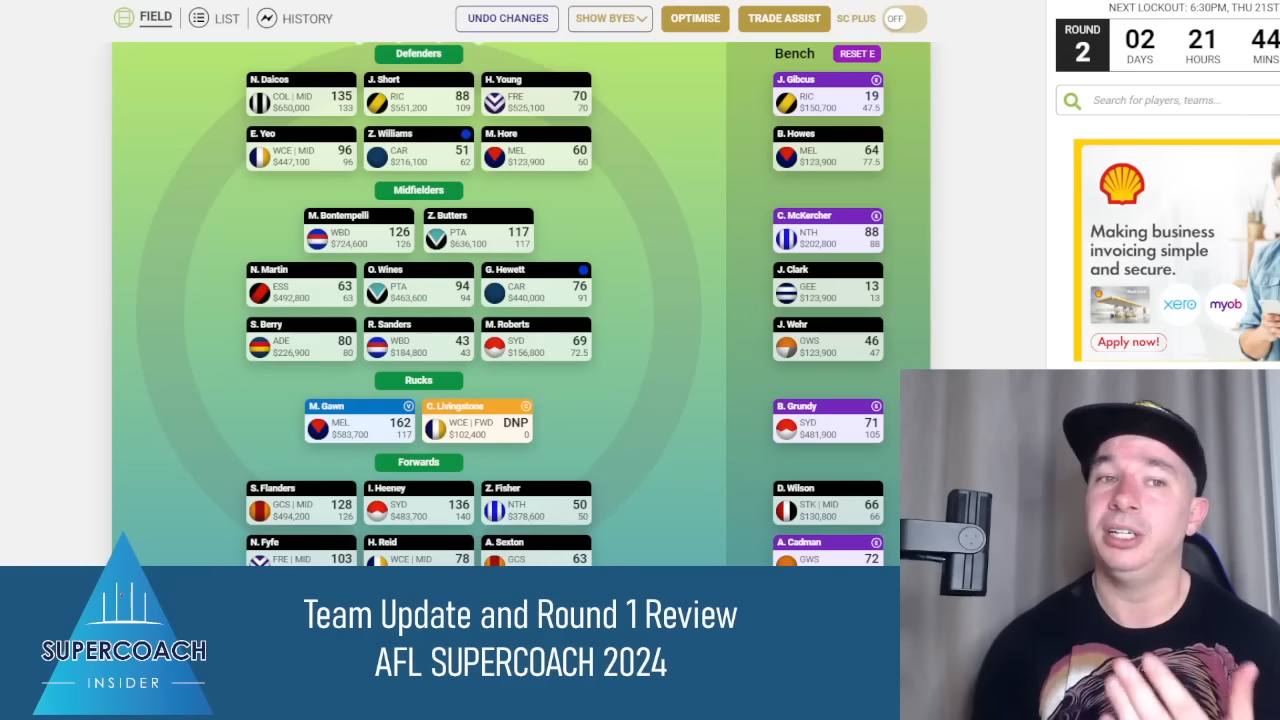 FIELD
LIST
HISTORY
UNDO CHANGES
SHOW BYES
OPTIMISE
TRADE ASSIST
SC PLUS
OFF
NEXT LOCKOUT: 6:30PM, THU 21ST
ROUND
2
02
DAYS
21
HOURS
44
MINS
Search for players, teams...
Defenders
Bench
RESET E
N. Daicos
COL | MID 135
$650,000 133
J. Short
RIC 88
$551,200 109
H. Young
FRE 70
$525,100 70
J. Gibcus E
RIC 19
$150,700 47.5
E. Yeo
WCE | MID 96
$447,100 96
Z. Williams
CAR 51
$216,100 62
M. Hore
MEL 60
$123,900 60
B. Howes
MEL 64
$123,900 77.5
Midfielders
M. Bontempelli
WBD 126
$724,600 126
Z. Butters
PTA 117
$636,100 117
C. McKercher E
NTH 88
$202,800 88
N. Martin
ESS 63
$492,800 63
O. Wines
PTA 94
$463,600 94
G. Hewett
CAR 76
$440,000 91
J. Clark
GEE 13
$123,900 13
S. Berry
ADE 80
$226,900 80
R. Sanders
WBD 43
$184,800 43
M. Roberts
SYD 69
$156,800 72.5
J. Wehr
GWS 46
$123,900 47
Rucks
M. Gawn V
MEL 162
$583,700 117
C. Livingstone C
WCE | FWD DNP
$102,400 0
B. Grundy E
SYD 71
$481,900 105
Forwards
S. Flanders
GCS | MID 128
$494,200 126
I. Heeney
SYD 136
$483,700 140
Z. Fisher
NTH 50
$378,600 50
D. Wilson
STK | MID 66
$130,800 66
N. Fyfe
FRE | MID 103
H. Reid
WCE | MID 78
A. Sexton
GCS 63
A. Cadman E
GWS 72
Making business
invoicing simple
and secure.
xero
myob
Apply now!
SUPERCOACH
INSIDER
Team Update and Round 1 Review
AFL SUPERCOACH 2024